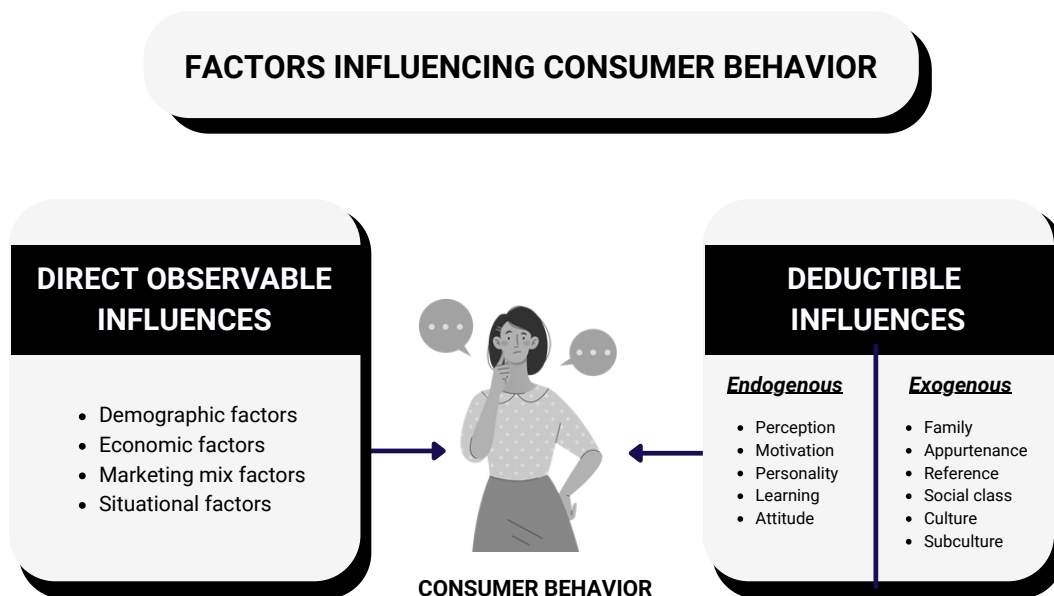 FACTORS INFLUENCING CONSUMER BEHAVIOR
DIRECT OBSERVABLE
INFLUENCES
Demographic factors
Economic factors
Marketing mix factors
Situational factors
CONSUMER BEHAVIOR
DEDUCTIBLE
INFLUENCES
Endogenous
Perception
Motivation
Personality
Learning
Attitude
Exogenous
Family
Appurtenance
Reference
Social class
Culture
Subculture